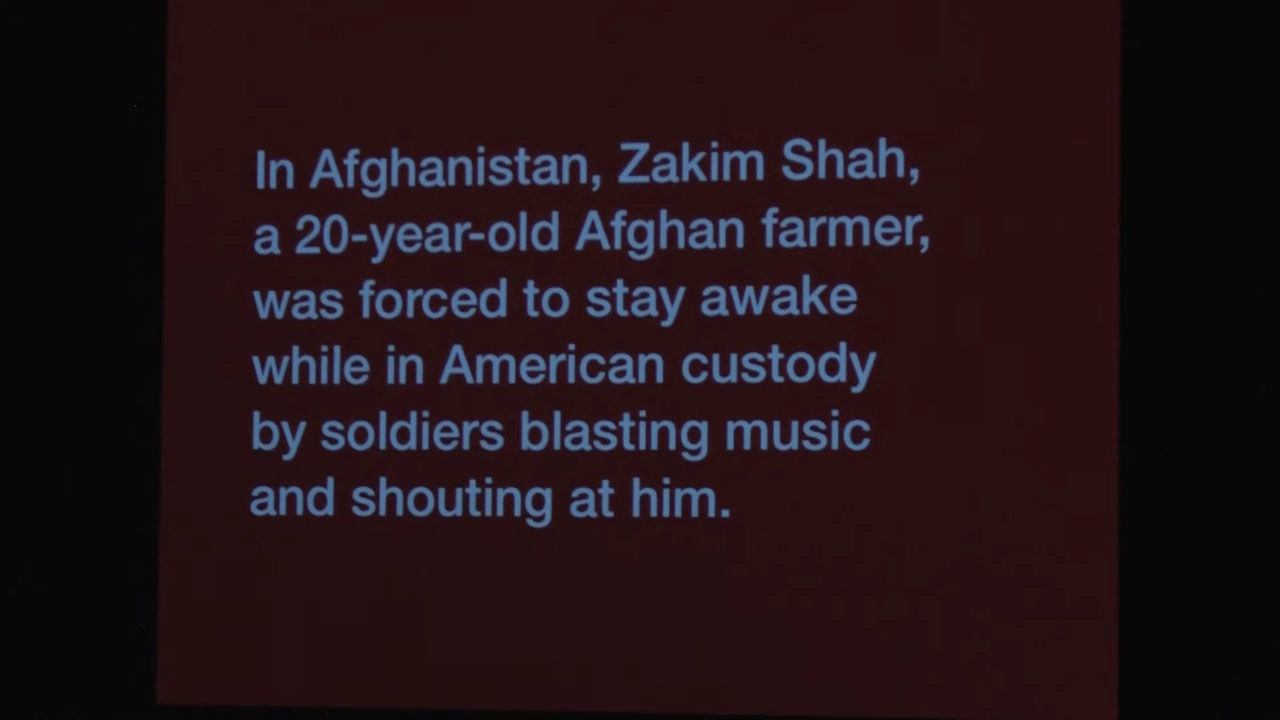 In Afghanistan, Zakim Shah,
a 20-year-old Afghan farmer,
was forced to stay awake
while in American custody
by soldiers blasting music
and shouting at him.